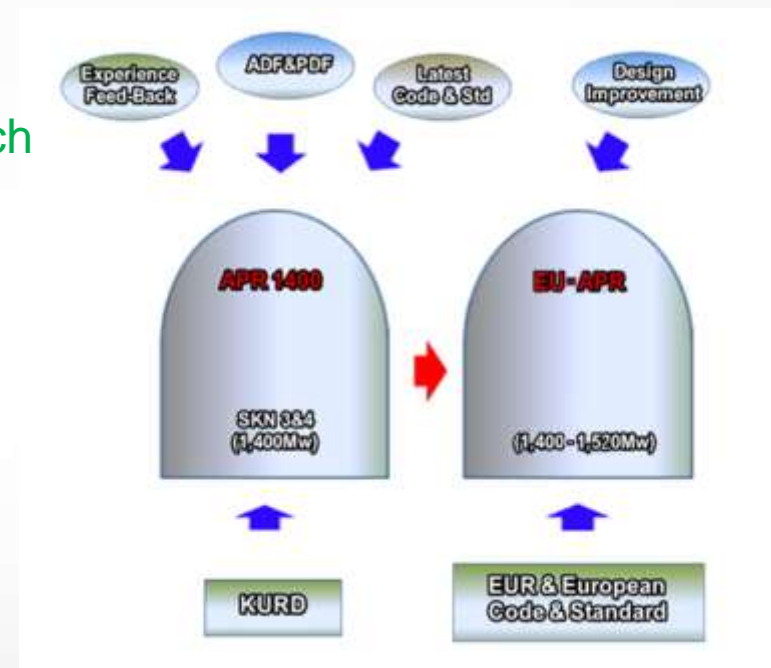 Experience
Feed-Back
ADF&PDF
Latest
Code & Std
Design
Improvement
ch
APR 1400
EU-APR
SKN 3&4
(1,400Mw)
(1,400-1,520Mw)
KURD
EUR & European
Code & Standard